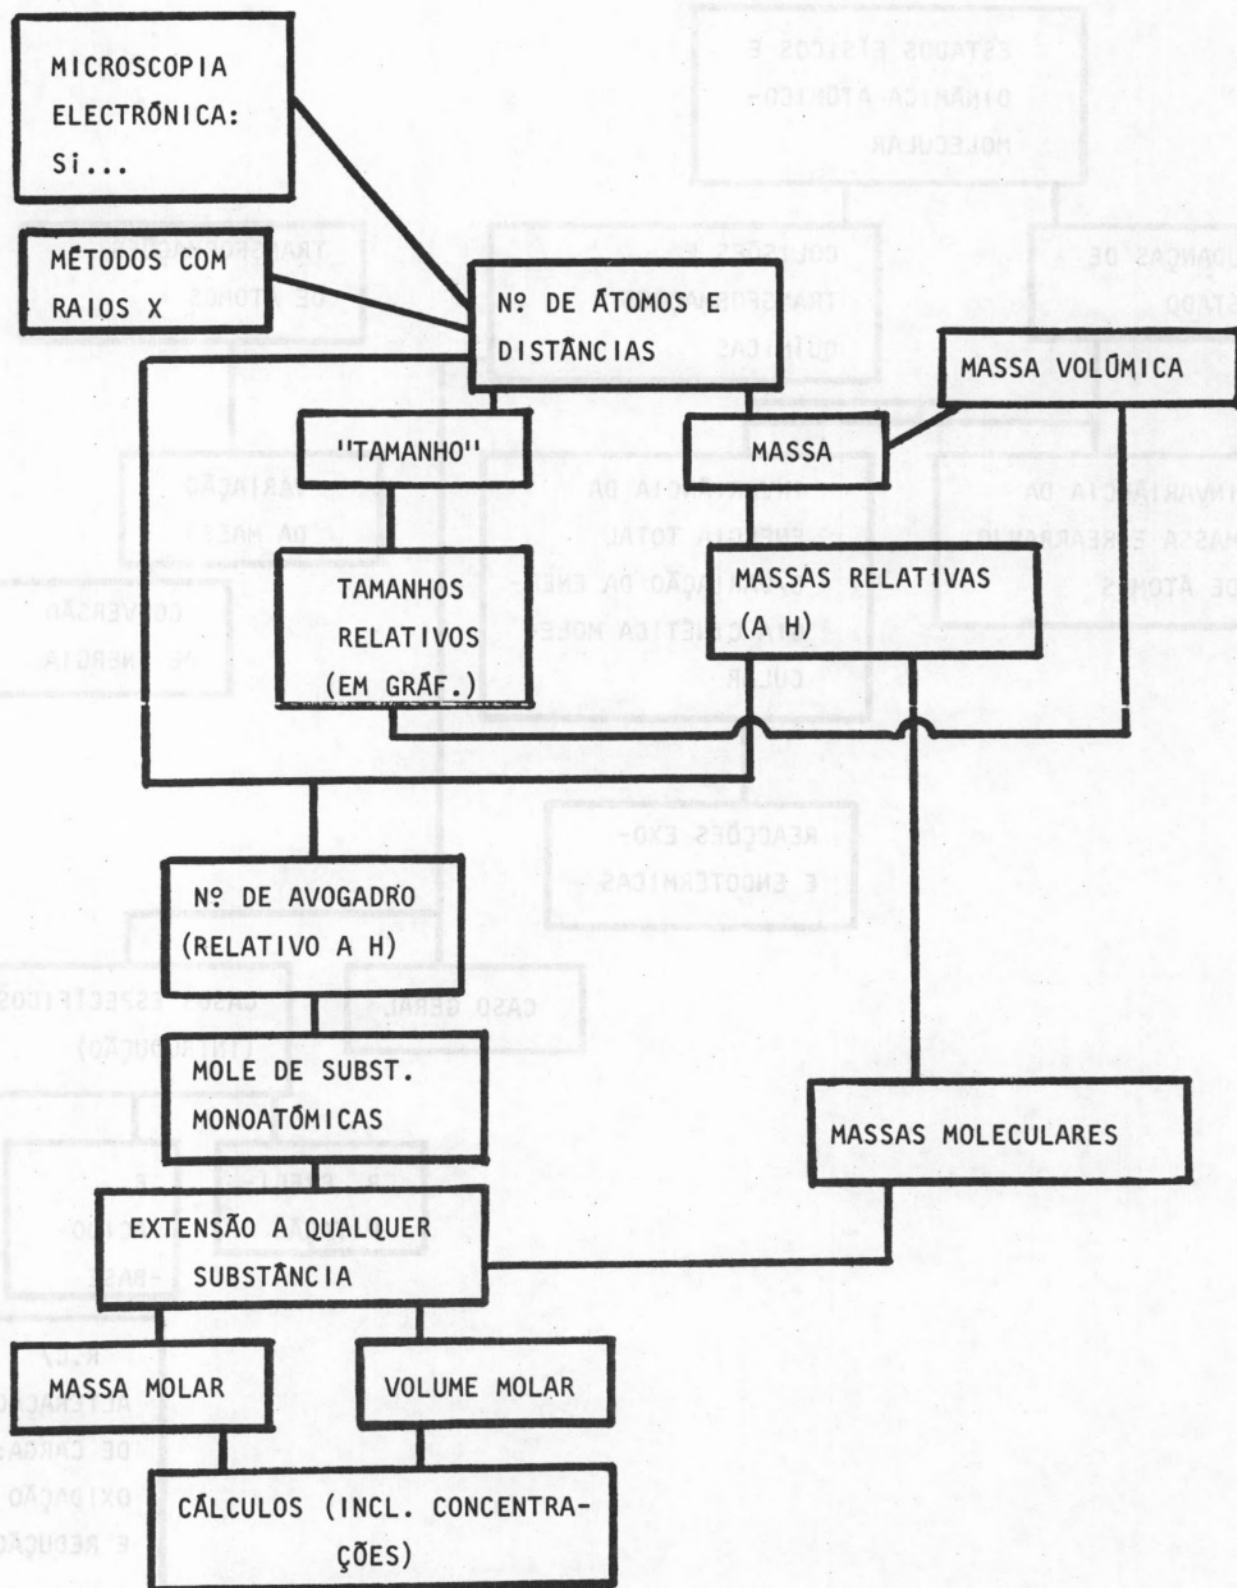 MICROSCOPIA
ELECTRÓNICA:
Si...
MÉTODOS COM
RAIOS X
Nº DE ÁTOMOS E
DISTÂNCIAS
MASSA VOLÚMICA
"TAMANHO"
MASSA
TAMANHOS
RELATIVOS
(EM GRÁF.)
MASSAS RELATIVAS
(A H)
Nº DE AVOGADRO
(RELATIVO A H)
MOLE DE SUBST.
MONOATÓMICAS
MASSAS MOLECULARES
EXTENSÃO A QUALQUER
SUBSTÂNCIA
MASSA MOLAR
VOLUME MOLAR
CÁLCULOS (INCL. CONCENTRA-
ÇÕES)